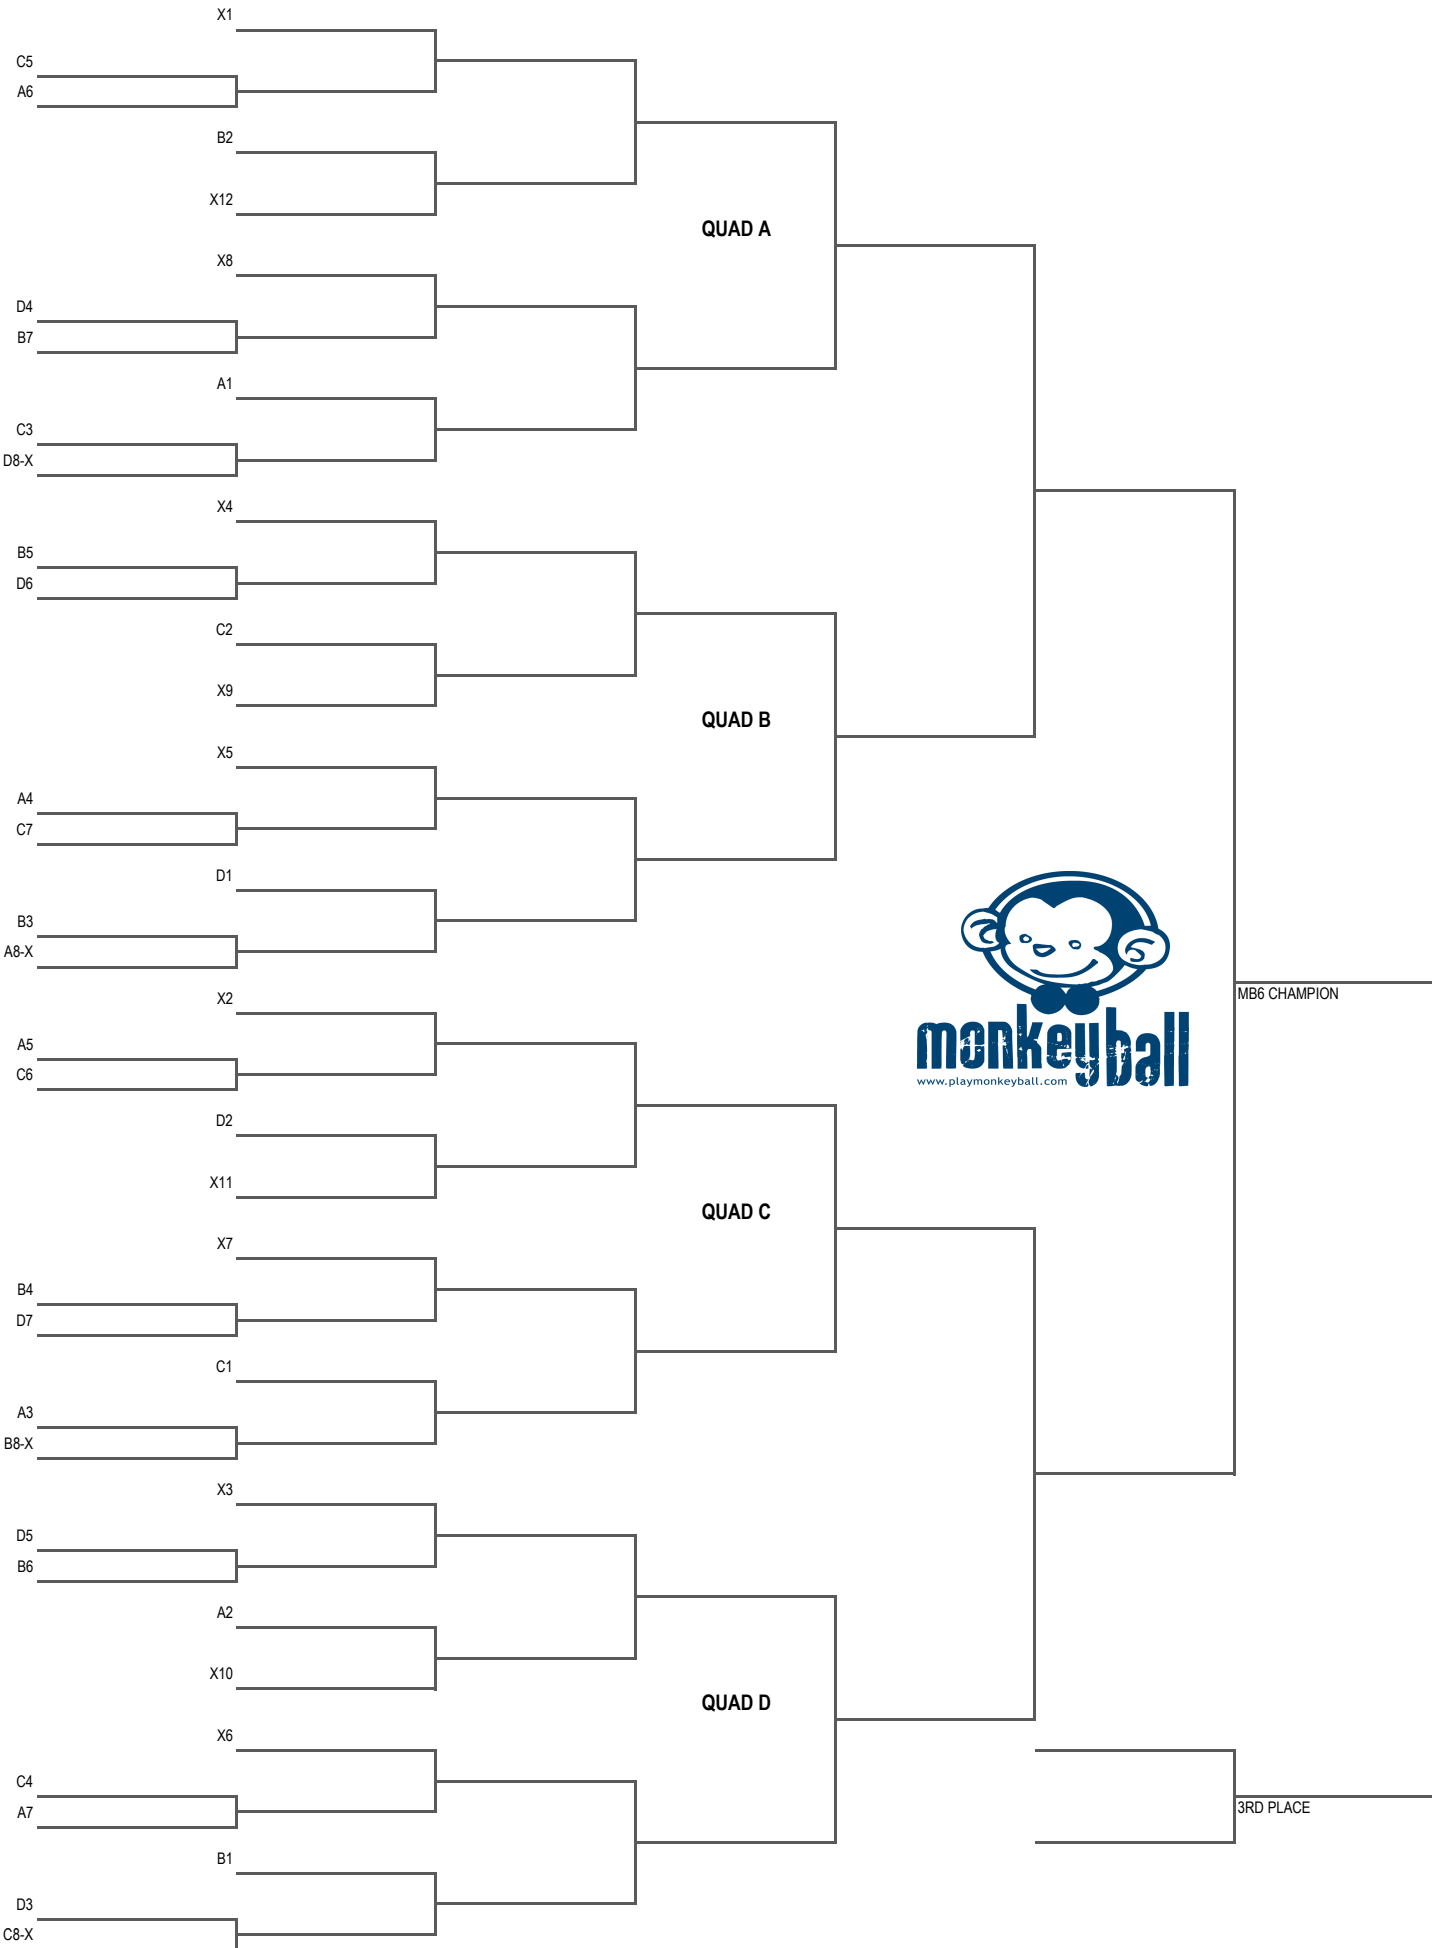 X1
C5
A6
B2
X12
QUAD A
X8
D4
B7
A1
C3
D8-X
X4
B5
D6
C2
X9
QUAD B
X5
A4
C7
D1
B3
A8-X
X2
MB6 CHAMPION
A5
C6
monkeyball
www.playmonkeyball.com
D2
X11
QUAD C
X7
B4
D7
C1
A3
B8-X
X3
D5
B6
A2
X10
QUAD D
X6
C4
A7
3RD PLACE
B1
D3
C8-X